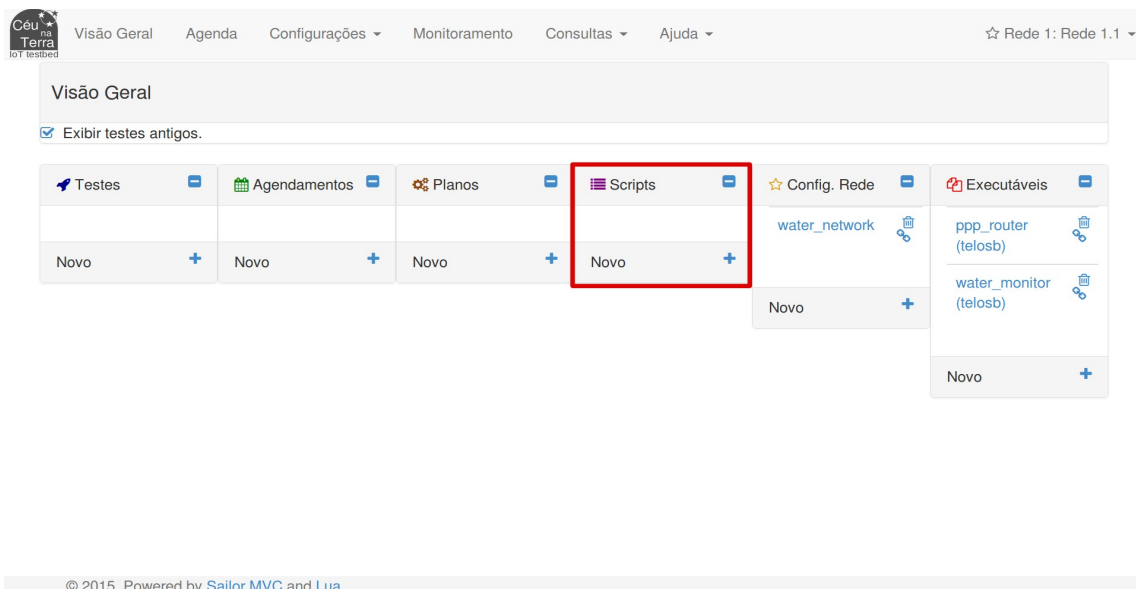 Céu
na
Terra
IoT testbed
Visão Geral Agenda Configurações Monitoramento Consultas Ajuda Rede 1: Rede 1.1
Visão Geral
Exibir testes antigos.
Testes Agendamentos Planos Scripts Config. Rede Executáveis
water_network ppp_router
(telosb)
Novo Novo Novo Novo
water_monitor
(telosb)
Novo
Novo
© 2015. Powered by Sailor MVC and Lua